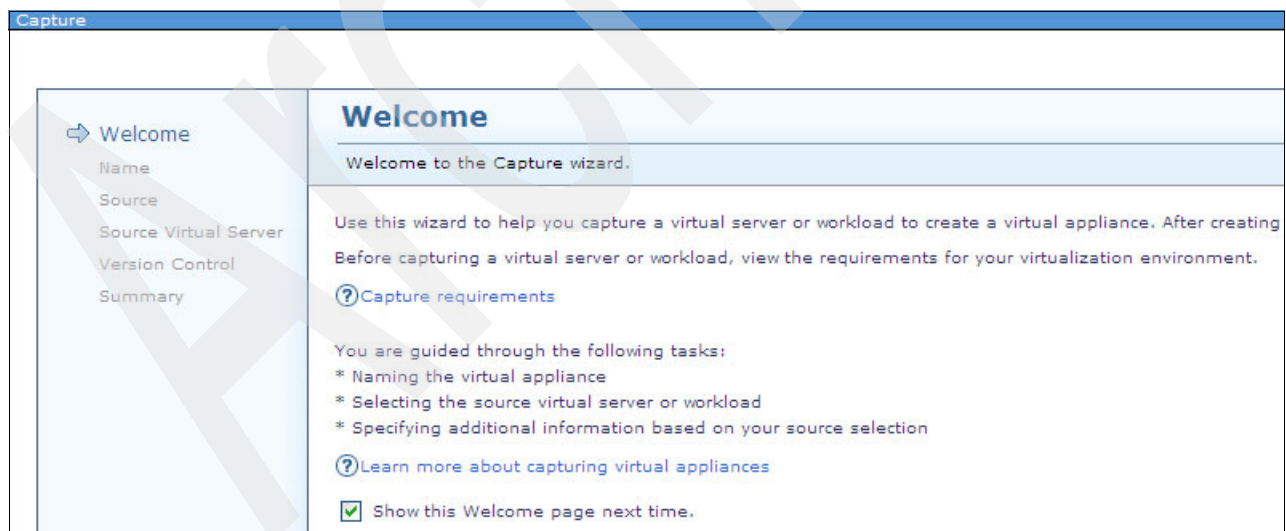 Capture
Welcome
Name
Source
Source Virtual Server
Version Control
Summary
Welcome
Welcome to the Capture wizard.
Use this wizard to help you capture a virtual server or workload to create a virtual appliance. After creating
Before capturing a virtual server or workload, view the requirements for your virtualization environment.
?Capture requirements
You are guided through the following tasks:
* Naming the virtual appliance
* Selecting the source virtual server or workload
* Specifying additional information based on your source selection
?Learn more about capturing virtual appliances
Show this Welcome page next time.